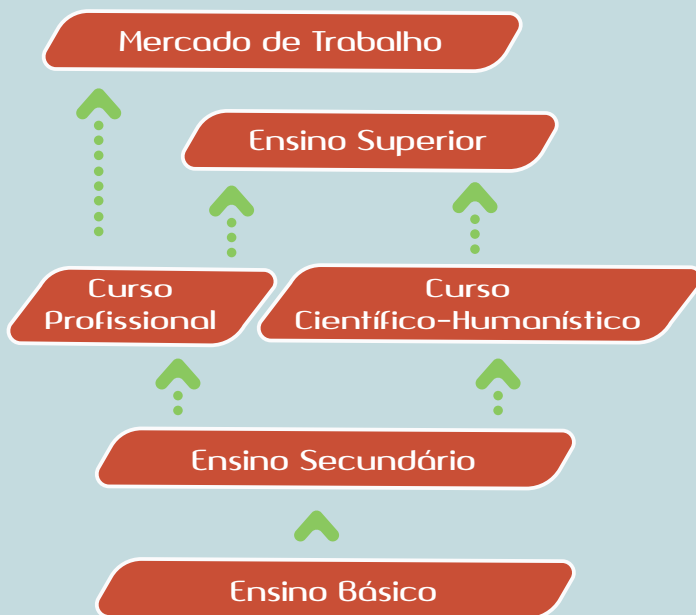 Mercado de Trabalho
Ensino Superior
Curso
Profissional
Curso
Científico-Humanístico
Ensino Secundário
Ensino Básico